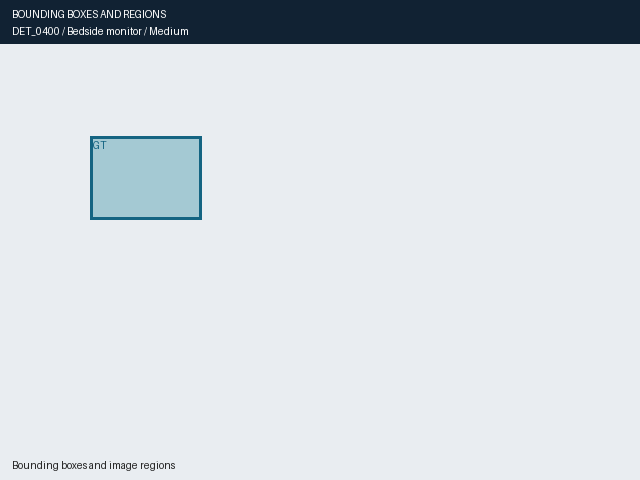 BOUNDING BOXES AND REGIONS
DET_0400 / Bedside monitor / Medium
GT
Bounding boxes and image regions